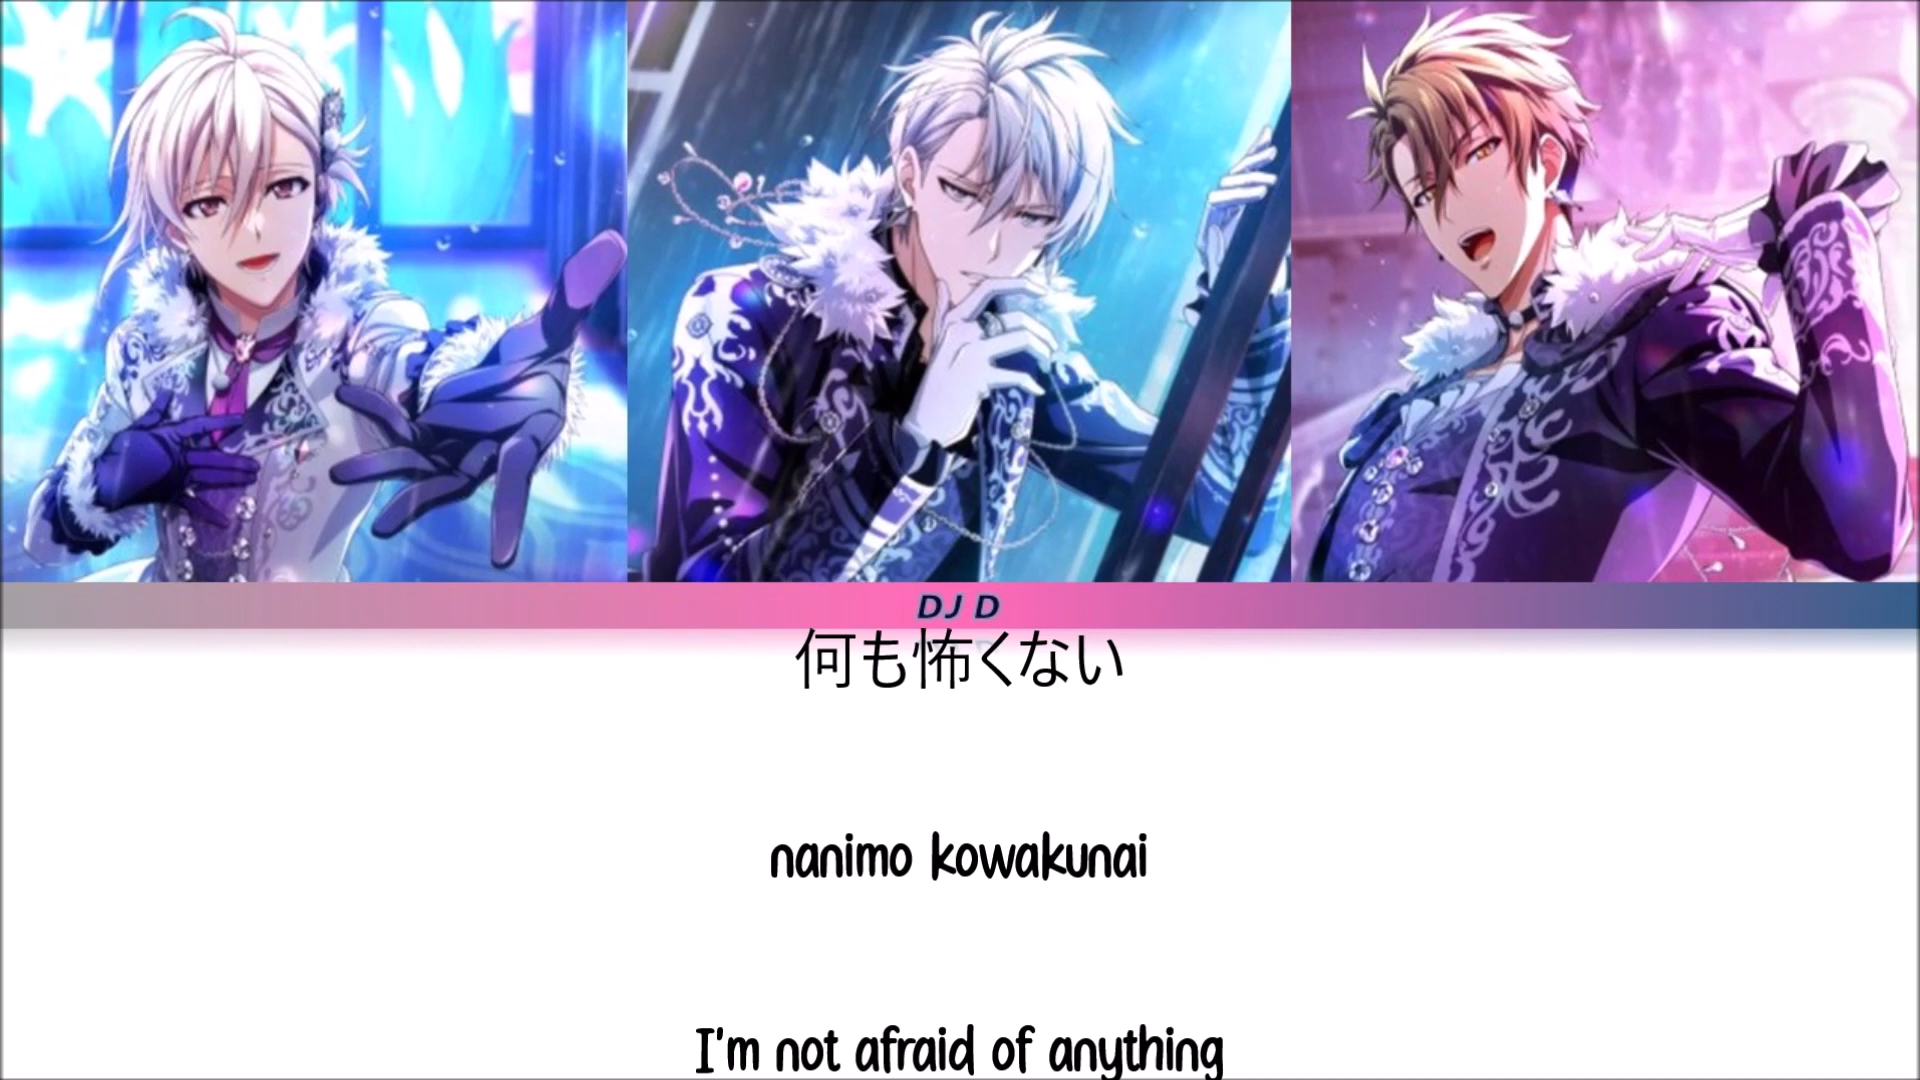 DJ D
何も怖くない
nanimo kowakunai
I'm not afraid of anything